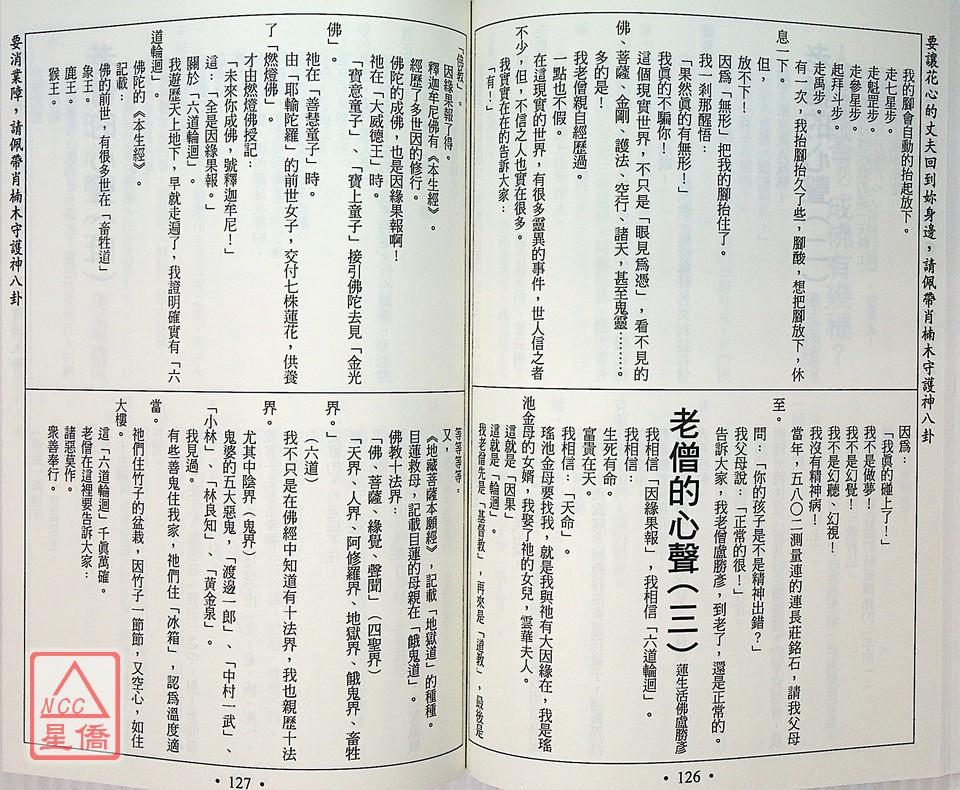 要讓花心的丈夫回到妳身邊，請佩帶肖楠木守護神八卦
我的腳會自動的抬起放下。
走七星步。
走魁罡步。
走參星步。
起拜斗步。
走禹步。
有一次，我抬腳抬久了些，腳酸，想把腳放下，休
息一下。
但，
放不下！
因爲「無形」把我的腳抬住了。
我一剎那醒悟：
「果然眞的有無形！」
我眞的不騙你！
這個現實世界，不只是「眼見爲憑」，看不見的
佛、菩薩、金剛、護法、空行、諸天，甚至鬼靈………。
多的是！
我老僧親自經歷過。
一點也不假。
在這現實的世界，有很多靈異的事件，世人信之者
不少，但，不信之人也實在很多。
我實實在在的告訴大家：
「有！」
因爲：
「我眞的碰上了！」
我不是做夢！
我不是幻覺！
我不是幻聽、幻視！
我沒有精神病！
當年，五八〇二測量連的連長莊銘石，請我父母
至。
問：「你的孩子是不是精神出錯？」
我父母說：「正常的很！」
告訴大家，我老僧盧勝彥，到老了，還是正常的。
老僧的心聲（三）
蓮生活佛盧勝彥
我相信「因緣果報」，我相信「六道輪迴」。
我相信：
生死有命。
富貴在天。
我相信：「天命」。
瑤池金母要找我，就是我與祂有大因緣在，我是瑤
池金母的女婿，我娶了祂的女兒，雲華夫人。
這就是「因果」
這就是「輪迴」。
我老僧先是「基督教」，再來是「道教」，最後是
「佛教」。
因緣果報了得。
釋迦牟尼佛有《本生經》。
經歷了多世因的修行。
佛陀的成佛，也是因緣果報啊！
祂在「大威德王」時。
「寶意童子」、「寶上童子」接引佛陀去見「金光
佛」。
祂在「善慧童子」時。
由「耶輸陀羅」的前世女子，交付七株蓮花，供養
了「燃燈佛」。
才由燃燈佛授記：
「未來你成佛，號釋迦牟尼！」
這：「全是因緣果報。」
關於「六道輪迴」。
我遊歷天上地下，早就走遍了，我證明確實有「六
道輪迴」。
佛陀的《本生經》。
記載：
佛的前世，有很多世在「畜牲道」
象王。
鹿王。
猴王。
等等等等。
又，
《地藏菩薩本願經》，記載「地獄道」的種種。
目蓮救母，記載目蓮的母親在「餓鬼道」。
佛教十法界：
「佛、菩薩、緣覺、聲聞」（四聖界）
「天界、人界、阿修羅界、地獄界、餓鬼界、畜牲
界。」
（六道）
我不只是在佛經中知道有十法界，我也親歷十法
界。
尤其中陰界（鬼界）
鬼婆的五大惡鬼，「渡邊一郎」、「中村一武」、
「小林」、「林良知」、「黃金泉」。
我見過。
有些善鬼住我家，祂們住「冰箱」，認爲溫度適
當。
祂們住竹子的盆栽，因竹子一節節，又空心，如住
大樓。
這「六道輪迴」千眞萬確。
老僧在這裡要告訴大家：
諸惡莫作。
衆善奉行。
要消業障，請佩帶肖楠木守護神八卦
•126•
•127•
NCC
星僑